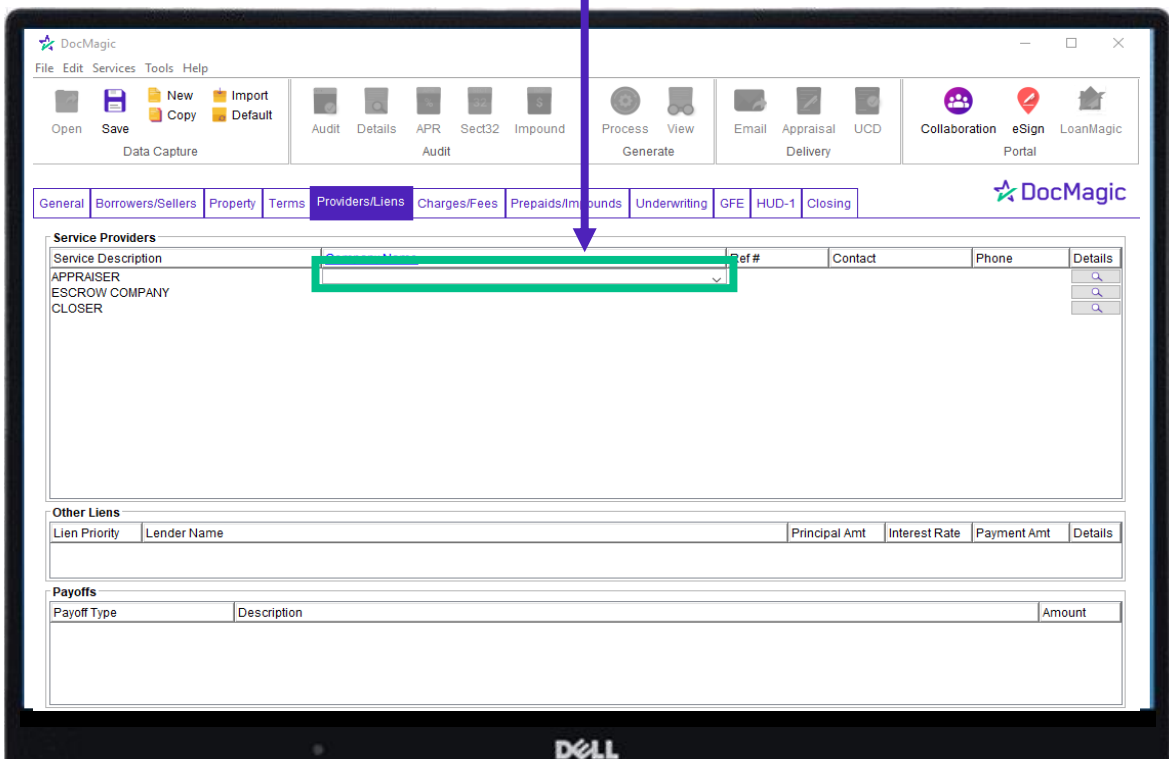 DocMagic
File Edit Services Tools Help
New Import
Copy Default
Open Save Audit Details APR Sect32 Impound Process View Email Appraisal UCD Collaboration eSign LoanMagic
Data Capture Audit Generate Delivery Portal
DocMagic
General Borrowers/Sellers Property Terms Providers/Liens Charges/Fees Prepaids/Impounds Underwriting GFE HUD-1 Closing
Service Providers
Service Description Company Name Ref # Contact Phone Details
APPRAISER
ESCROW COMPANY
CLOSER
Other Liens
Lien Priority Lender Name Principal Amt Interest Rate Payment Amt Details
Payoffs
Payoff Type Description Amount
DELL